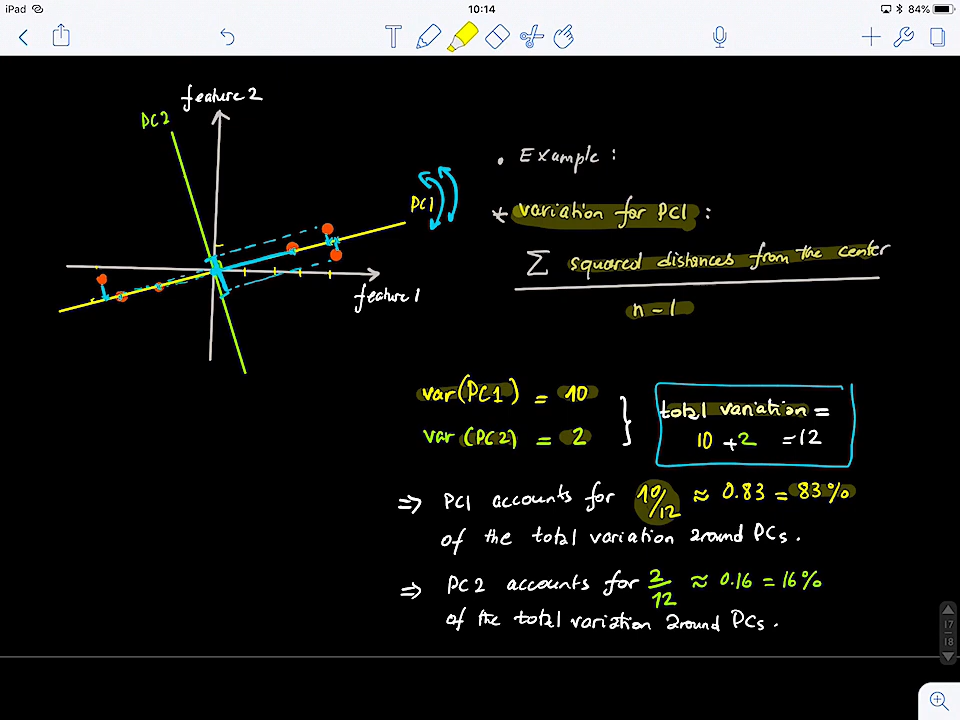 iPad
10:14
84%
T
feature 2
PC2
PC1
feature 1
• Example :
* variation for PC1 :
∑ squared distances from the center
n - 1
var(PC1) = 10
var (PC2) = 2
total variation =
10 + 2 = 12
⇒ PC1 accounts for 10/12 ≈ 0.83 = 83%
of the total variation around PCs.
⇒ PC2 accounts for 2/12 ≈ 0.16 = 16%
of the total variation around PCs.
17
18